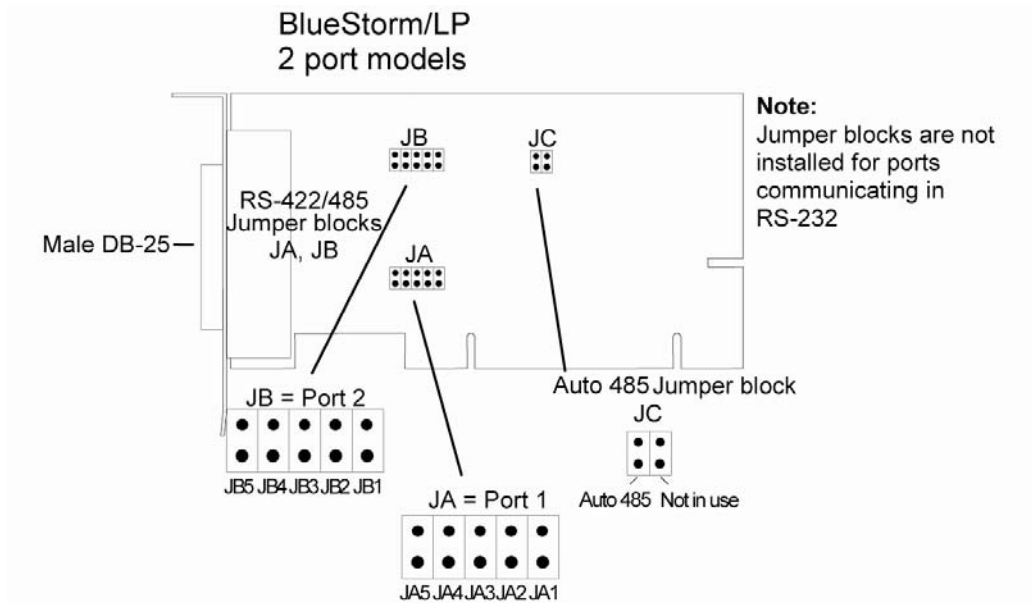 BlueStorm/LP
2 port models
Note:
Jumper blocks are not
installed for ports
communicating in
RS-232
JB
JC
RS-422/485
Jumper blocks
JA, JB
Male DB-25
JA
Auto 485 Jumper block
JB = Port 2
JC
JB5 JB4 JB3 JB2 JB1
Auto 485 Not in use
JA = Port 1
JA5 JA4 JA3 JA2 JA1